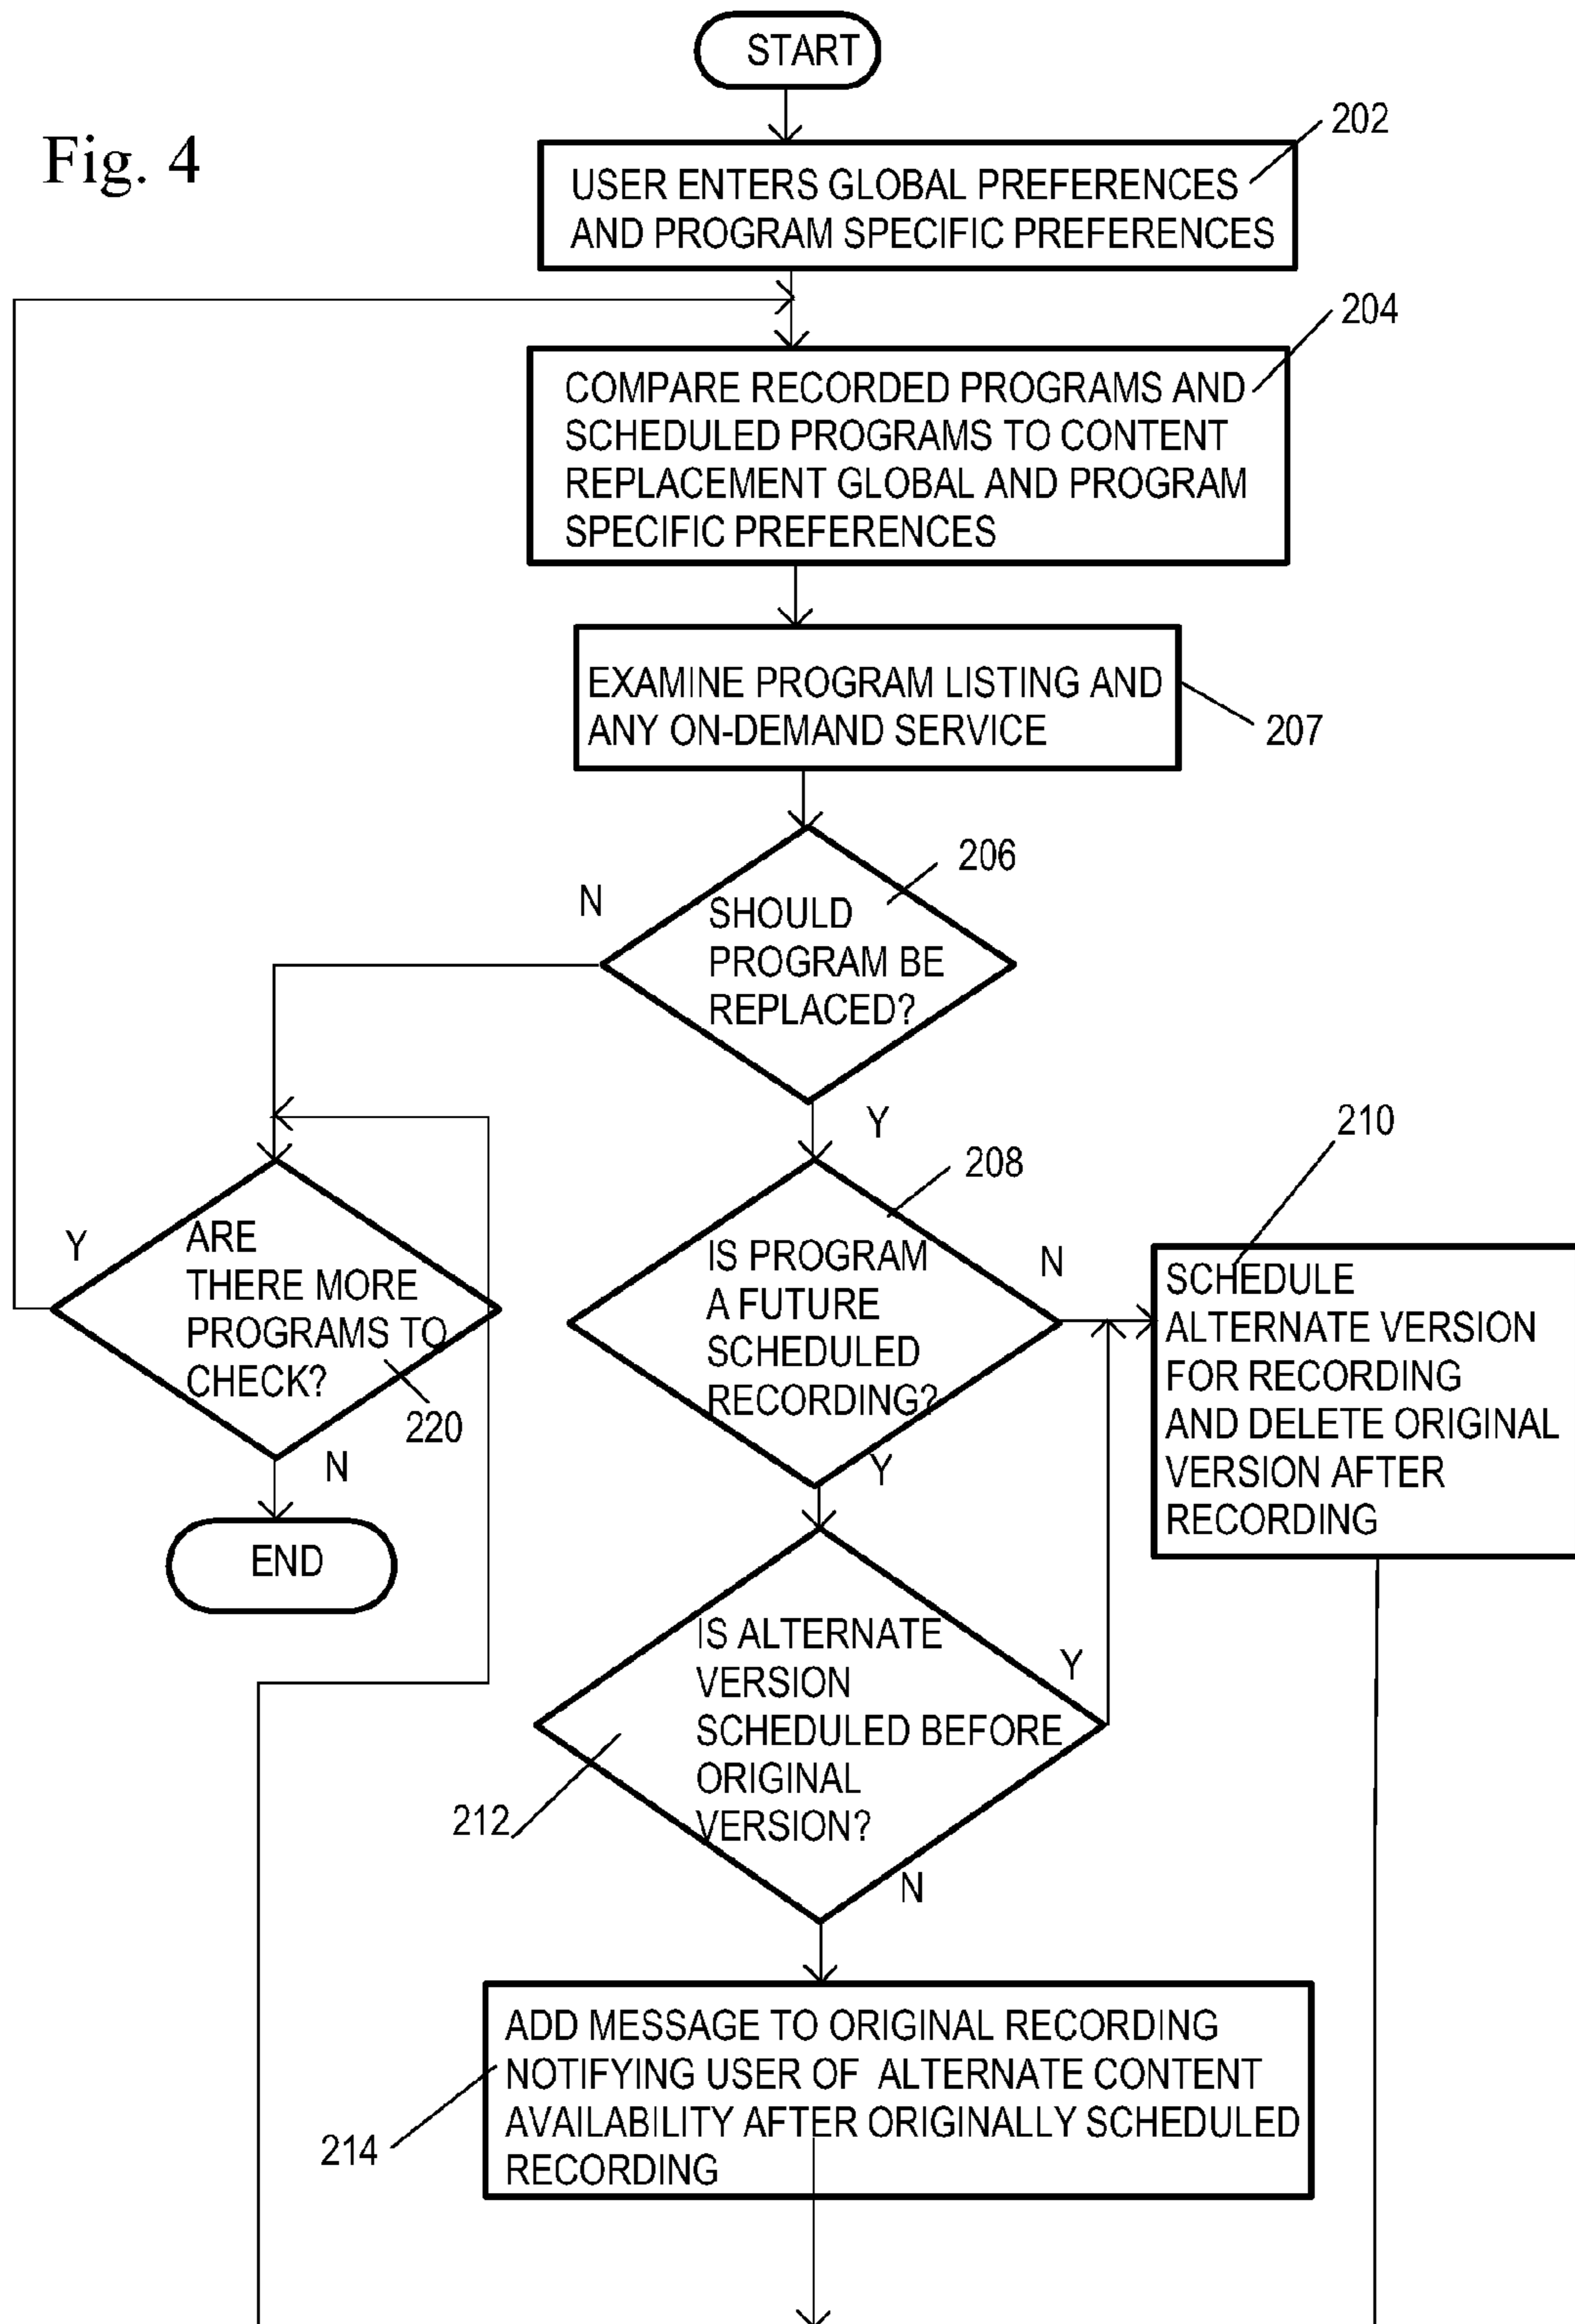 START
Fig. 4
202
USER ENTERS GLOBAL PREFERENCES
AND PROGRAM SPECIFIC PREFERENCES
204
COMPARE RECORDED PROGRAMS AND
SCHEDULED PROGRAMS TO CONTENT
REPLACEMENT GLOBAL AND PROGRAM
SPECIFIC PREFERENCES
EXAMINE PROGRAM LISTING AND
ANY ON-DEMAND SERVICE
207
206
N
SHOULD
PROGRAM BE
REPLACED?
Y
210
208
Y
ARE
THERE MORE
PROGRAMS TO
CHECK?
220
N
END
IS PROGRAM
A FUTURE
SCHEDULED
RECORDING?
N
Y
SCHEDULE
ALTERNATE VERSION
FOR RECORDING
AND DELETE ORIGINAL
VERSION AFTER
RECORDING
IS ALTERNATE
VERSION
SCHEDULED BEFORE
ORIGINAL
VERSION?
Y
212
N
ADD MESSAGE TO ORIGINAL RECORDING
NOTIFYING USER OF ALTERNATE CONTENT
AVAILABILITY AFTER ORIGINALLY SCHEDULED
RECORDING
214